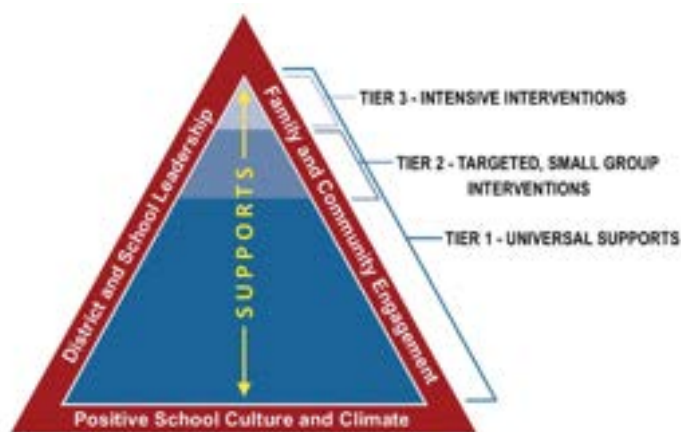 District and School Leadership
Family and Community Engagement
SUPPORTS
Positive School Culture and Climate
TIER 3 - INTENSIVE INTERVENTIONS
TIER 2 - TARGETED, SMALL GROUP
INTERVENTIONS
TIER 1 - UNIVERSAL SUPPORTS